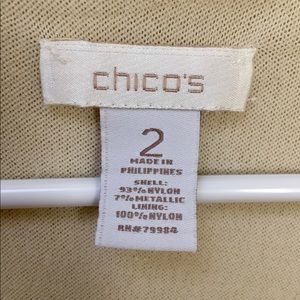 chico's
2
MADE IN
PHILIPPINES
SHELL:
93% NYLON
7% METALLIC
LINING:
100% NYLON
RN#79984